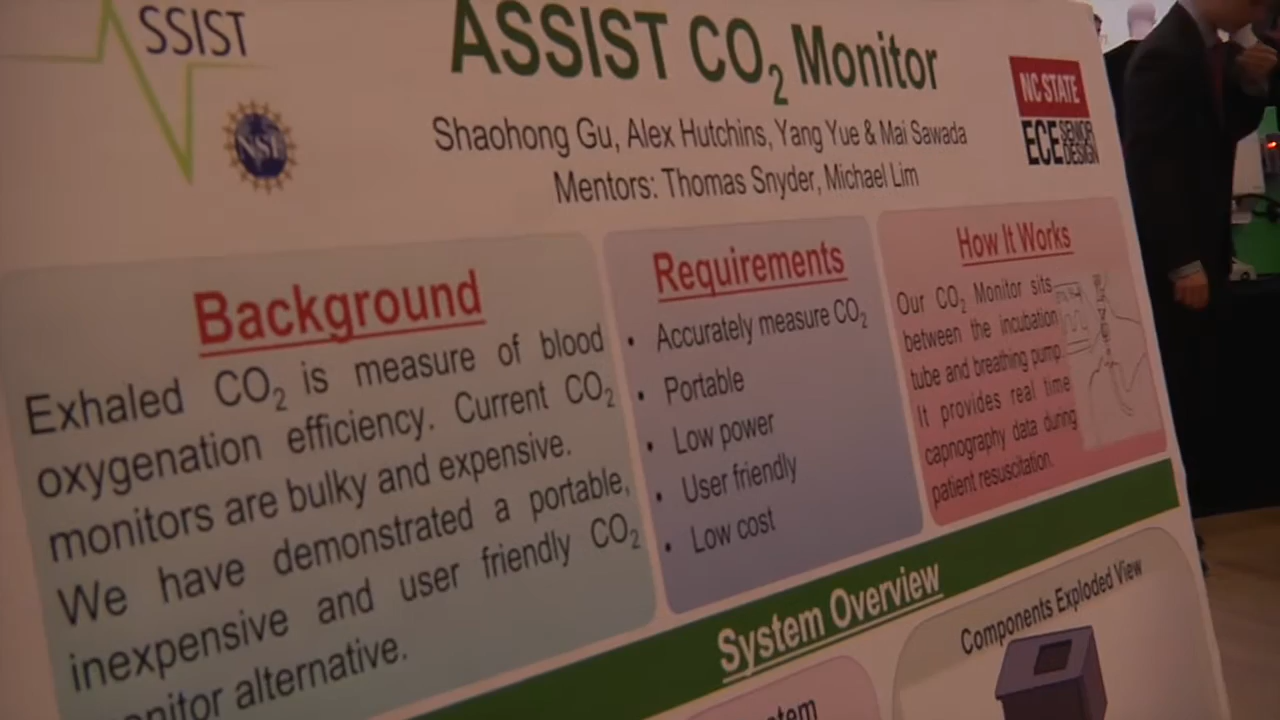 SSIST
NSF
ASSIST CO2 Monitor
Shaohong Gu, Alex Hutchins, Yang Yue & Mai Sawada
Mentors: Thomas Snyder, Michael Lim
NC STATE
ECE SENIOR DESIGN
Background
Exhaled CO2 is measure of blood
oxygenation efficiency. Current CO2
monitors are bulky and expensive.
We have demonstrated a portable,
inexpensive and user friendly CO2
onitor alternative.
Requirements
• Accurately measure CO2
• Portable
• Low power
• User friendly
• Low cost
How It Works
Our CO2 Monitor sits
between the incubation
tube and breathing pump.
It provides real time
capnography data during
patient resuscitation.
System Overview
Components Exploded View